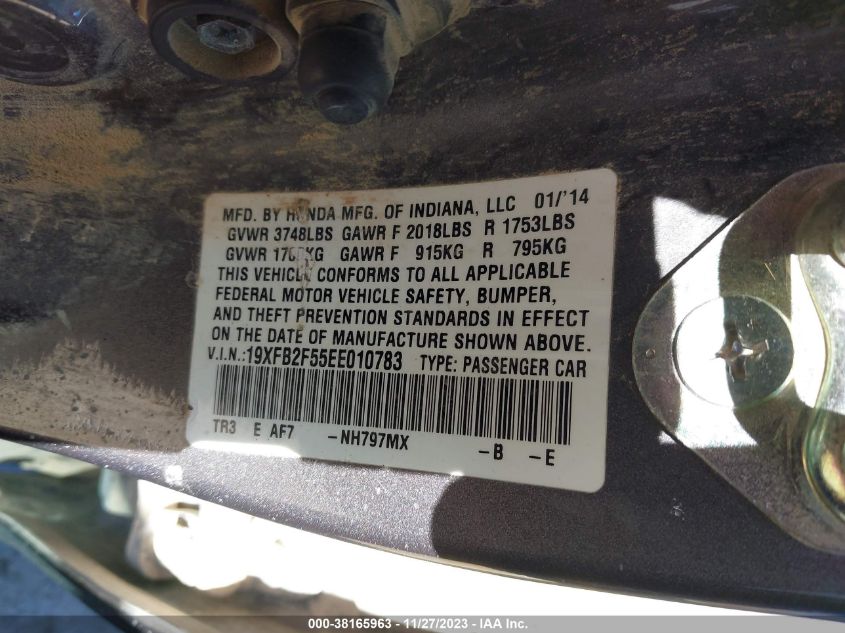 MFD. BY HONDA MFG. OF INDIANA, LLC 01/'14
GVWR 3748LBS GAWR F 2018LBS R 1753LBS
GVWR 1700KG GAWR F 915KG R 795KG
THIS VEHICLE CONFORMS TO ALL APPLICABLE
FEDERAL MOTOR VEHICLE SAFETY, BUMPER,
AND THEFT PREVENTION STANDARDS IN EFFECT
ON THE DATE OF MANUFACTURE SHOWN ABOVE.
V.I.N.:19XFB2F55EE010783 TYPE: PASSENGER CAR
TR3 E AF7 -NH797MX -B -E
000-38165963 - 11/27/2023 - IAA Inc.